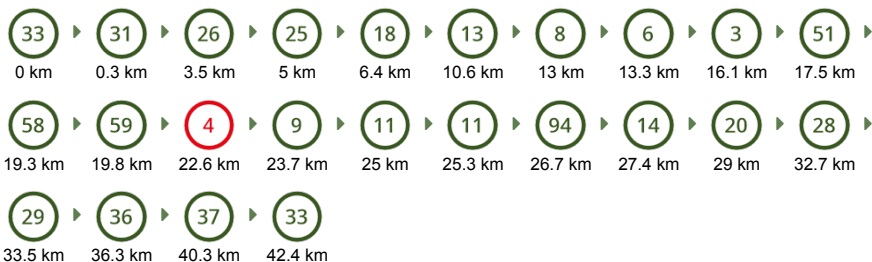 33 31 26 25 18 13 8 6 3 51
0 km 0.3 km 3.5 km 5 km 6.4 km 10.6 km 13 km 13.3 km 16.1 km 17.5 km
58 59 4 9 11 11 94 14 20 28
19.3 km 19.8 km 22.6 km 23.7 km 25 km 25.3 km 26.7 km 27.4 km 29 km 32.7 km
29 36 37 33
33.5 km 36.3 km 40.3 km 42.4 km